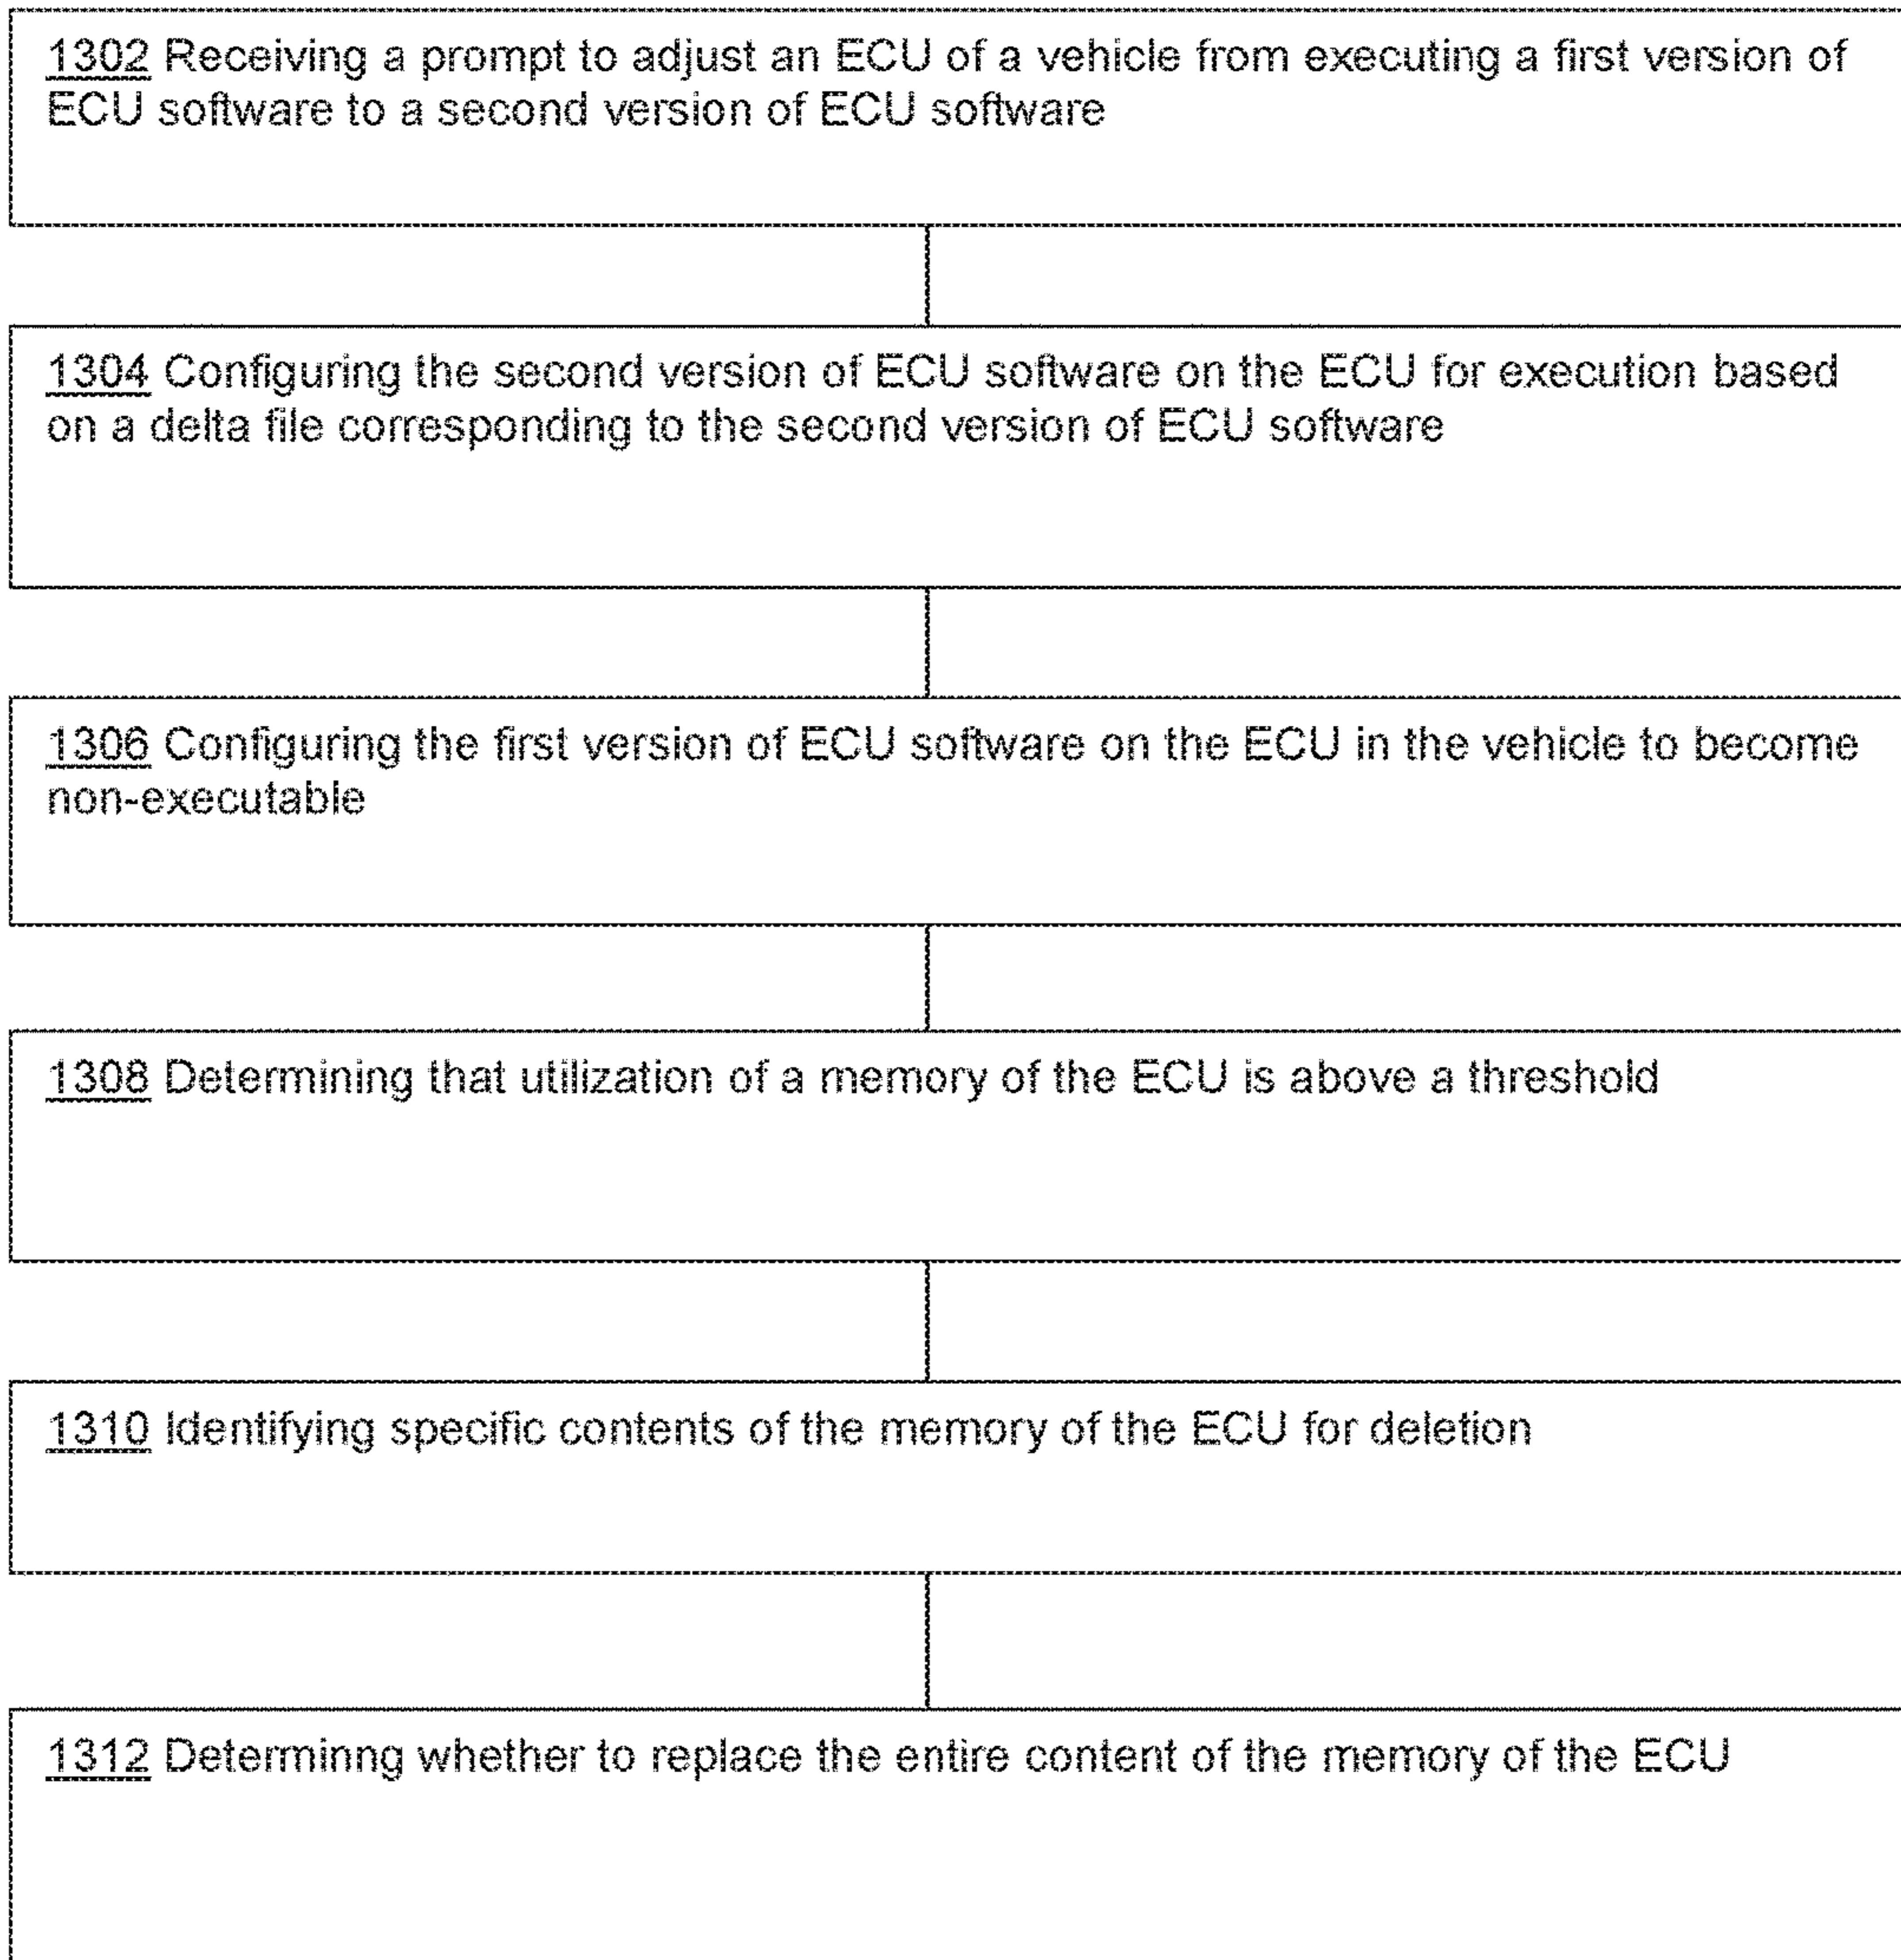 1302 Receiving a prompt to adjust an ECU of a vehicle from executing a first version of
ECU software to a second version of ECU software
1304 Configuring the second version of ECU software on the ECU for execution based
on a delta file corresponding to the second version of ECU software
1306 Configuring the first version of ECU software on the ECU in the vehicle to become
non-executable
1308 Determining that utilization of a memory of the ECU is above a threshold
1310 Identifying specific contents of the memory of the ECU for deletion
1312 Determinng whether to replace the entire content of the memory of the ECU